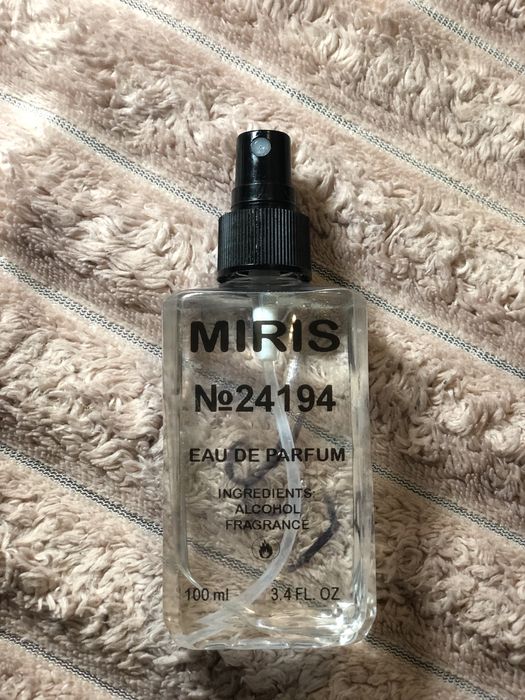 MIRIS
№24194
EAU DE PARFUM
INGREDIENTS:
ALCOHOL
FRAGRANCE
100 ml 3.4 FL. OZ